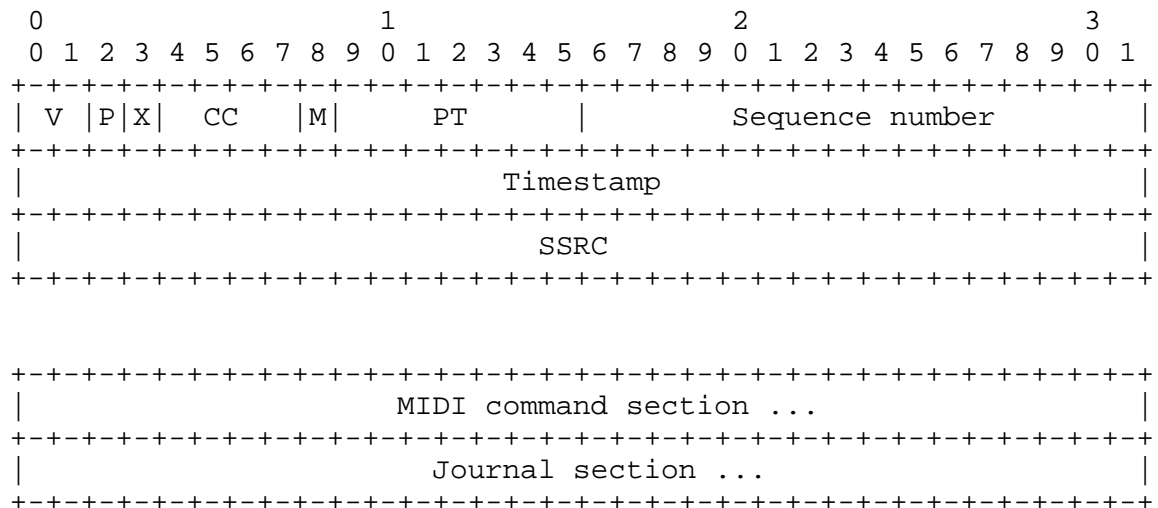 0                   1                   2                   3
 0 1 2 3 4 5 6 7 8 9 0 1 2 3 4 5 6 7 8 9 0 1 2 3 4 5 6 7 8 9 0 1
+-+-+-+-+-+-+-+-+-+-+-+-+-+-+-+-+-+-+-+-+-+-+-+-+-+-+-+-+-+-+-+-+
| V |P|X|  CC   |M|     PT      |        Sequence number        |
+-+-+-+-+-+-+-+-+-+-+-+-+-+-+-+-+-+-+-+-+-+-+-+-+-+-+-+-+-+-+-+-+
|                           Timestamp                           |
+-+-+-+-+-+-+-+-+-+-+-+-+-+-+-+-+-+-+-+-+-+-+-+-+-+-+-+-+-+-+-+-+
|                             SSRC                              |
+-+-+-+-+-+-+-+-+-+-+-+-+-+-+-+-+-+-+-+-+-+-+-+-+-+-+-+-+-+-+-+-+

+-+-+-+-+-+-+-+-+-+-+-+-+-+-+-+-+-+-+-+-+-+-+-+-+-+-+-+-+-+-+-+-+
|                     MIDI command section ...                  |
+-+-+-+-+-+-+-+-+-+-+-+-+-+-+-+-+-+-+-+-+-+-+-+-+-+-+-+-+-+-+-+-+
|                       Journal section ...                     |
+-+-+-+-+-+-+-+-+-+-+-+-+-+-+-+-+-+-+-+-+-+-+-+-+-+-+-+-+-+-+-+-+